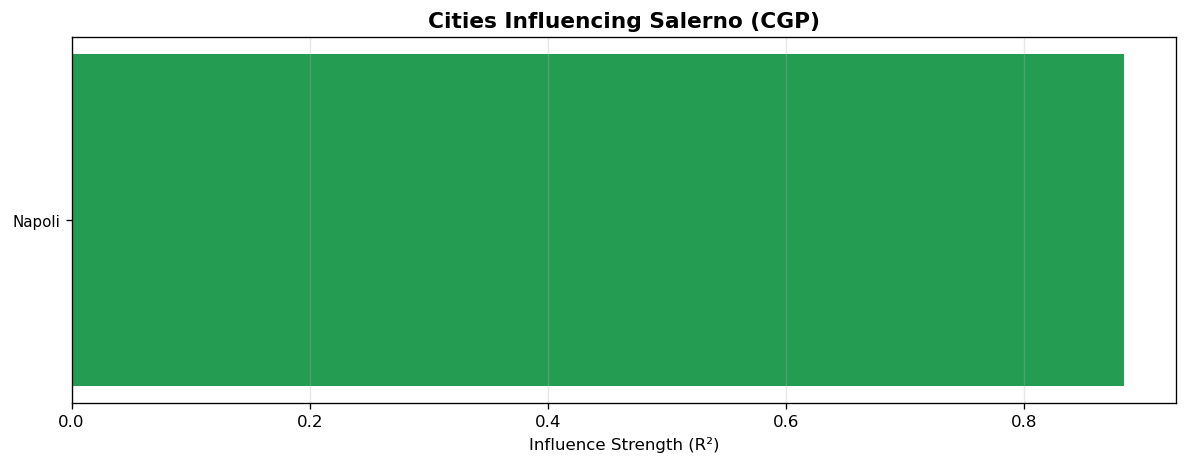 Cities Influencing Salerno (CGP)
Napoli
0.0 0.2 0.4 0.6 0.8
Influence Strength (R²)